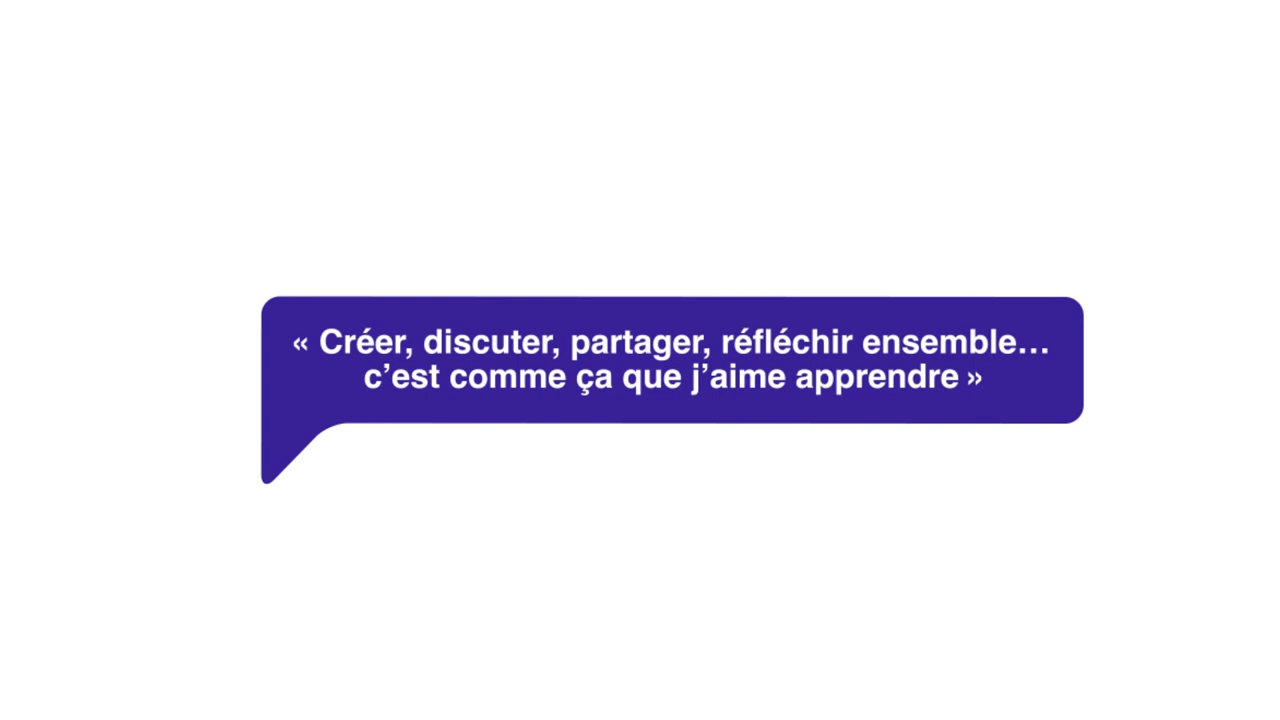 « Créer, discuter, partager, réfléchir ensemble…
c’est comme ça que j’aime apprendre »